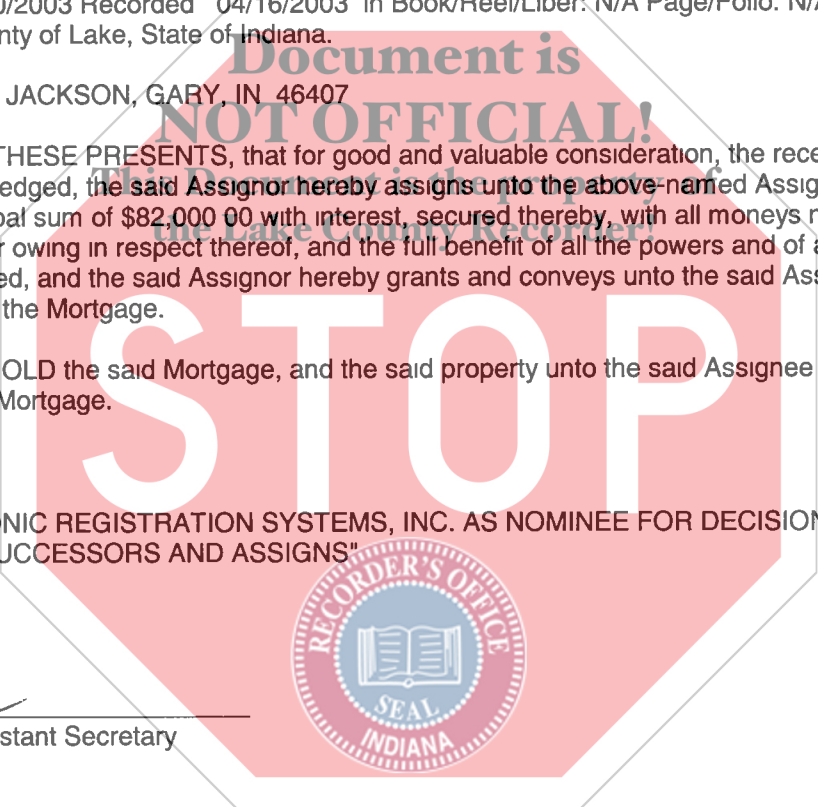 0/2003 Recorded 04/16/2003 in Book/Reel/Liber: N/A Page/Folio: N/A
nty of Lake, State of Indiana.
Document is
JACKSON, GARY, IN 46407
NOT OFFICIAL!
THESE PRESENTS, that for good and valuable consideration, the rece
This Document is the property of
edged, the said Assignor hereby assigns unto the above-named Assig
pal sum of $82,000 00 with interest, secured thereby, with all moneys n
the Lake County Recorder!
r owing in respect thereof, and the full benefit of all the powers and of a
ed, and the said Assignor hereby grants and conveys unto the said Ass
the Mortgage.
STOP
OLD the said Mortgage, and the said property unto the said Assignee
Mortgage.
ONIC REGISTRATION SYSTEMS, INC. AS NOMINEE FOR DECISION
UCCESSORS AND ASSIGNS"
RECORDER'S OFFICE
SEAL
INDIANA
stant Secretary